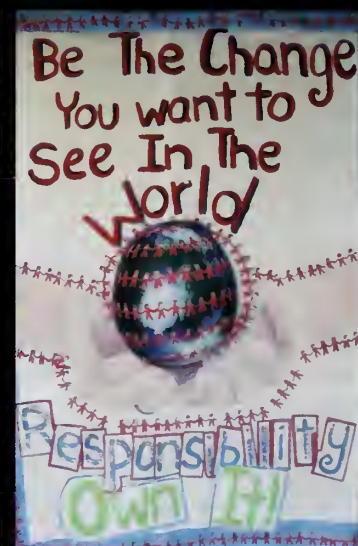 Be The Change
You want to
See In The
World
Responsibility
Own It!